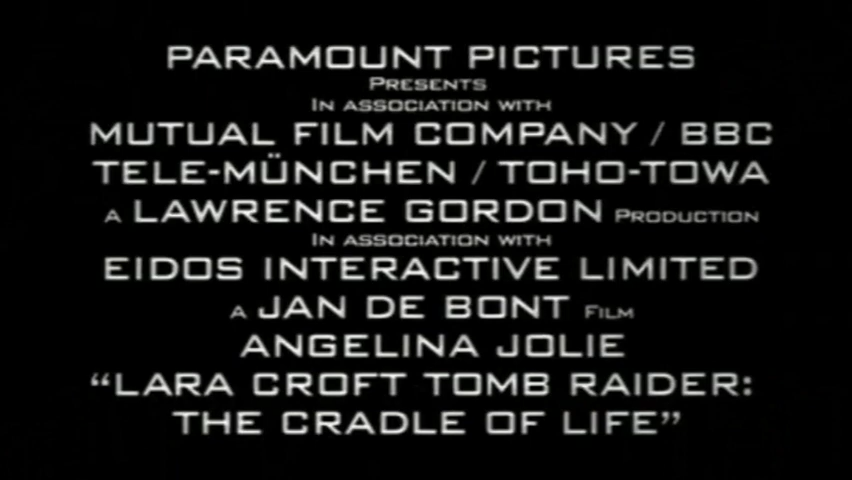 PARAMOUNT PICTURES
PRESENTS
IN ASSOCIATION WITH
MUTUAL FILM COMPANY / BBC
TELE-MÜNCHEN / TOHO-TOWA
A LAWRENCE GORDON PRODUCTION
IN ASSOCIATION WITH
EIDOS INTERACTIVE LIMITED
A JAN DE BONT FILM
ANGELINA JOLIE
“LARA CROFT TOMB RAIDER:
THE CRADLE OF LIFE”